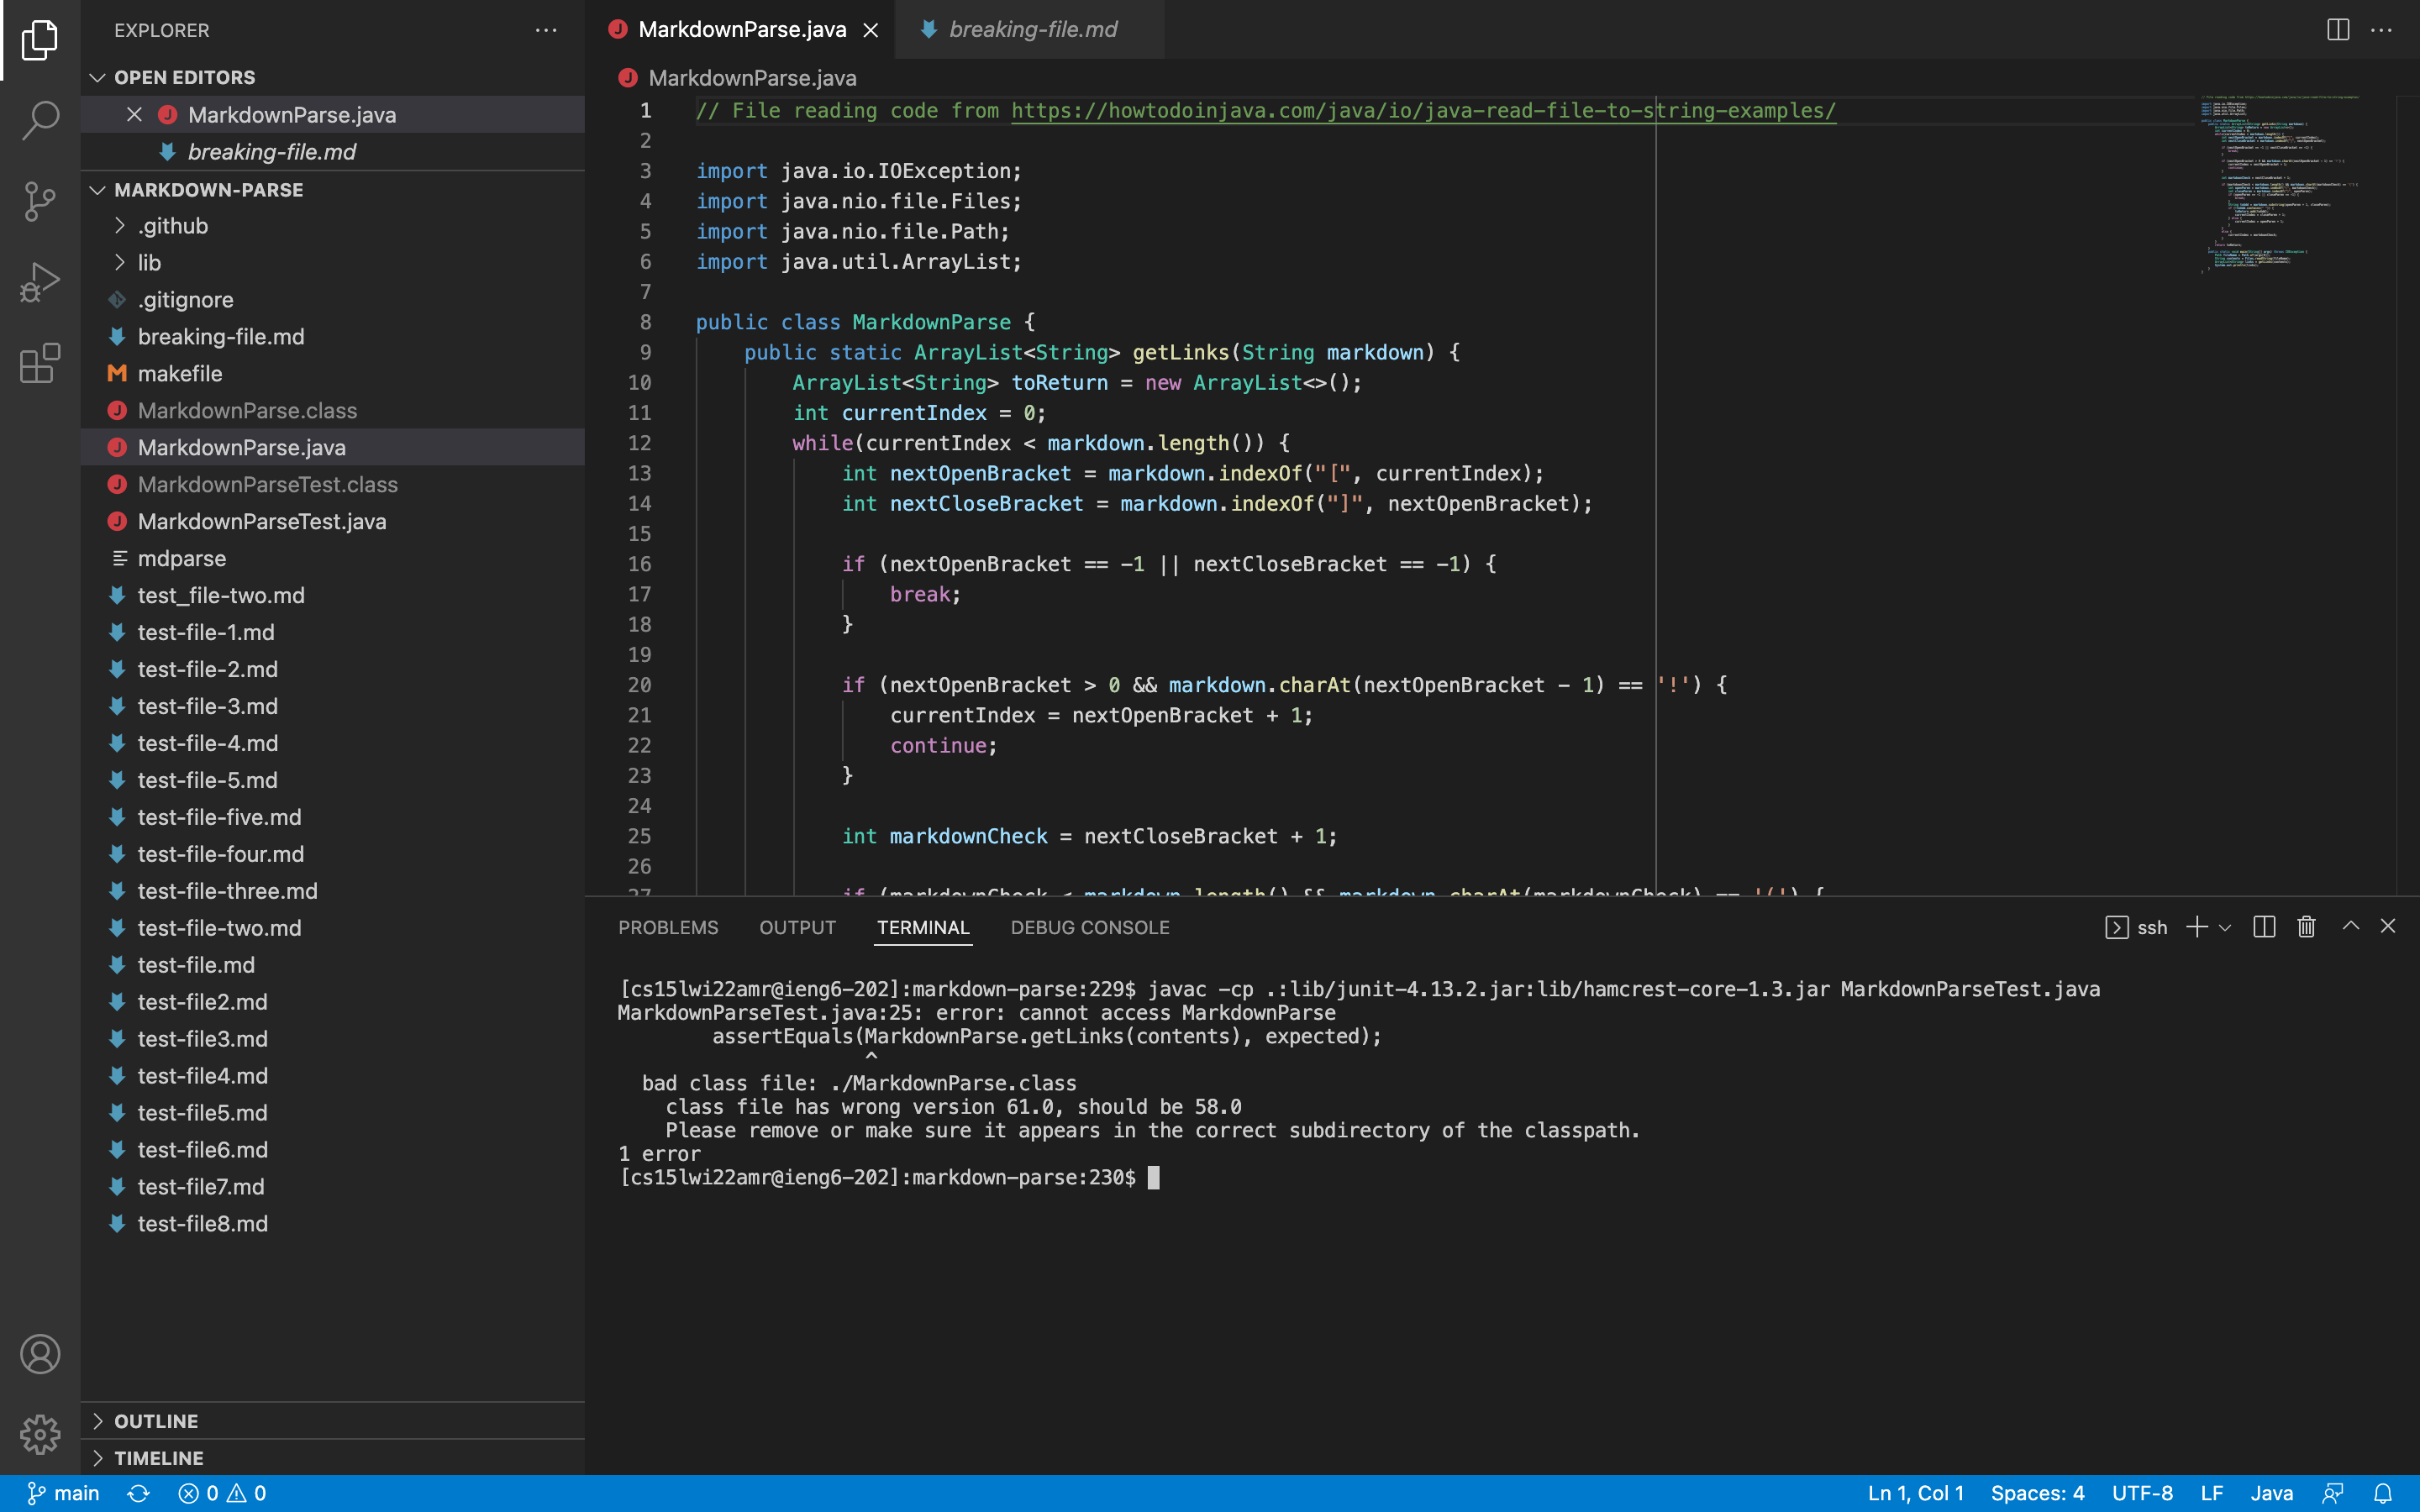 EXPLORER
OPEN EDITORS
MarkdownParse.java
breaking-file.md
MARKDOWN-PARSE
.github
lib
.gitignore
breaking-file.md
makefile
MarkdownParse.class
MarkdownParse.java
MarkdownParseTest.class
MarkdownParseTest.java
mdparse
test_file-two.md
test-file-1.md
test-file-2.md
test-file-3.md
test-file-4.md
test-file-5.md
test-file-five.md
test-file-four.md
test-file-three.md
test-file-two.md
test-file.md
test-file2.md
test-file3.md
test-file4.md
test-file5.md
test-file6.md
test-file7.md
test-file8.md
OUTLINE
TIMELINE
MarkdownParse.java
breaking-file.md
MarkdownParse.java
1 // File reading code from https://howtodoinjava.com/java/io/java-read-file-to-string-examples/
2
3 import java.io.IOException;
4 import java.nio.file.Files;
5 import java.nio.file.Path;
6 import java.util.ArrayList;
7
8 public class MarkdownParse {
9 public static ArrayList<String> getLinks(String markdown) {
10 ArrayList<String> toReturn = new ArrayList<>();
11 int currentIndex = 0;
12 while(currentIndex < markdown.length()) {
13 int nextOpenBracket = markdown.indexOf("[", currentIndex);
14 int nextCloseBracket = markdown.indexOf("]", nextOpenBracket);
15
16 if (nextOpenBracket == -1 || nextCloseBracket == -1) {
17 break;
18 }
19
20 if (nextOpenBracket > 0 && markdown.charAt(nextOpenBracket - 1) == '!') {
21 currentIndex = nextOpenBracket + 1;
22 continue;
23 }
24
25 int markdownCheck = nextCloseBracket + 1;
26
27 if (markdownCheck < markdown.length() && markdown.charAt(markdownCheck) == '(') {
PROBLEMS
OUTPUT
TERMINAL
DEBUG CONSOLE
ssh
[cs15lwi22amr@ieng6-202]:markdown-parse:229$ javac -cp .:lib/junit-4.13.2.jar:lib/hamcrest-core-1.3.jar MarkdownParseTest.java
MarkdownParseTest.java:25: error: cannot access MarkdownParse
assertEquals(MarkdownParse.getLinks(contents), expected);
^
bad class file: ./MarkdownParse.class
class file has wrong version 61.0, should be 58.0
Please remove or make sure it appears in the correct subdirectory of the classpath.
1 error
[cs15lwi22amr@ieng6-202]:markdown-parse:230$
main
0
0
Ln 1, Col 1
Spaces: 4
UTF-8
LF
Java